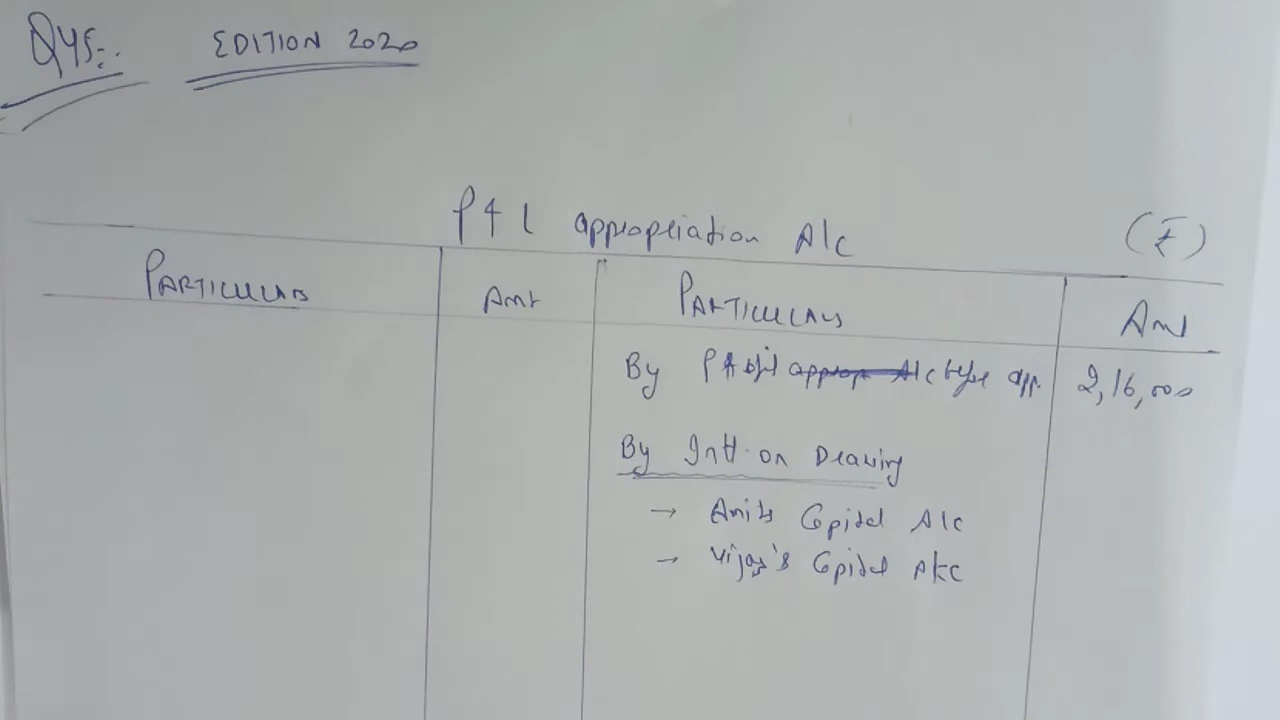 Q45:. EDITION 2020
P & L appropriation A/c (₹)
PARTICULARS Amt PARTICULARS Amt
By Profit approp A/c before app. 2,16,000
By Intt. on Drawing
→ Amit's Capital A/c
→ Vijay's Capital A/c